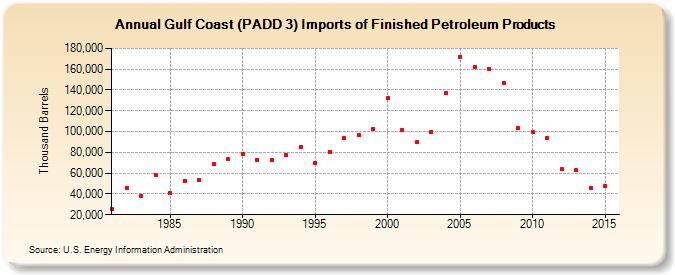 Annual Gulf Coast (PADD 3) Imports of Finished Petroleum Products
Thousand Barrels
180,000
160,000
140,000
120,000
100,000
80,000
60,000
40,000
20,000
1985 1990 1995 2000 2005 2010 2015
Source: U.S. Energy Information Administration